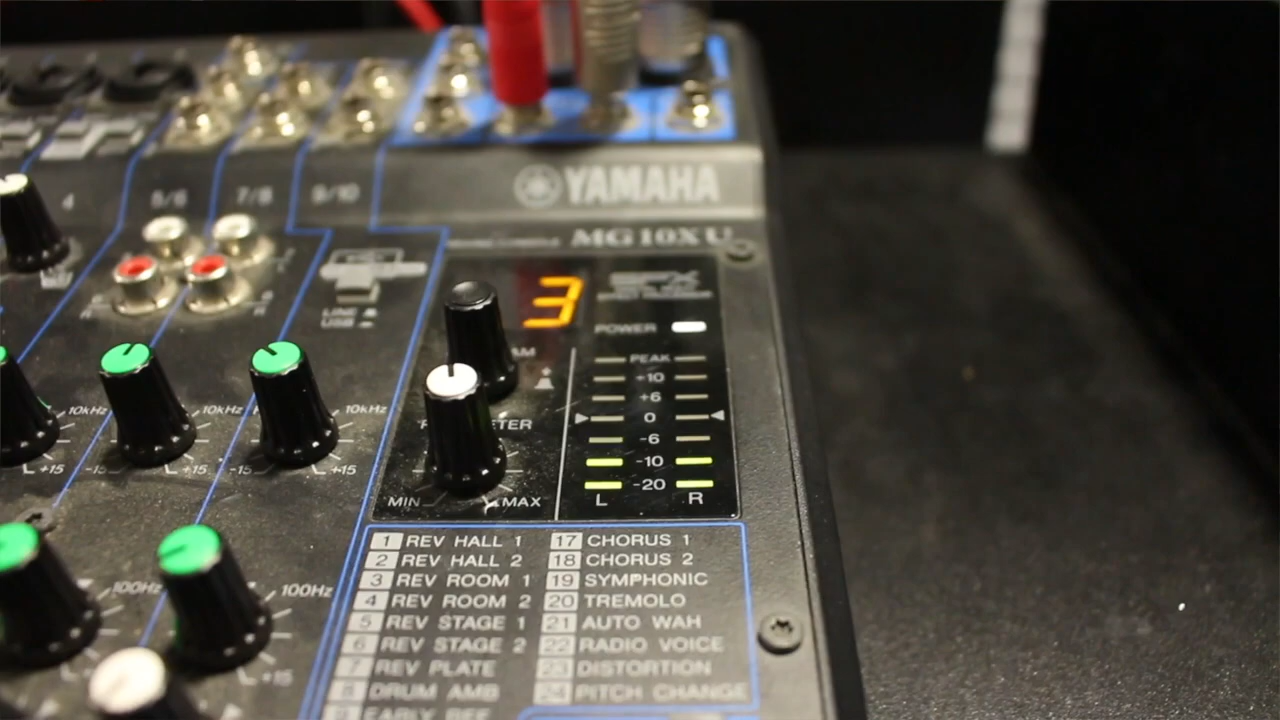 4 5/6 7/8 9/10
YAMAHA
MG10XU
3
LINE
USB
POWER
PEAK
+10
+6
0
-6
-10
-20
L R
10kHz 10kHz 10kHz
+15 -15 +15 -15 +15
MIN MAX
100Hz 100Hz
+15
1 REV HALL 1 17 CHORUS 1
2 REV HALL 2 18 CHORUS 2
3 REV ROOM 1 19 SYMPHONIC
4 REV ROOM 2 20 TREMOLO
5 REV STAGE 1 21 AUTO WAH
6 REV STAGE 2 22 RADIO VOICE
7 REV PLATE 23 DISTORTION
8 DRUM AMB 24 PITCH CHANGE
9 EARLY REF